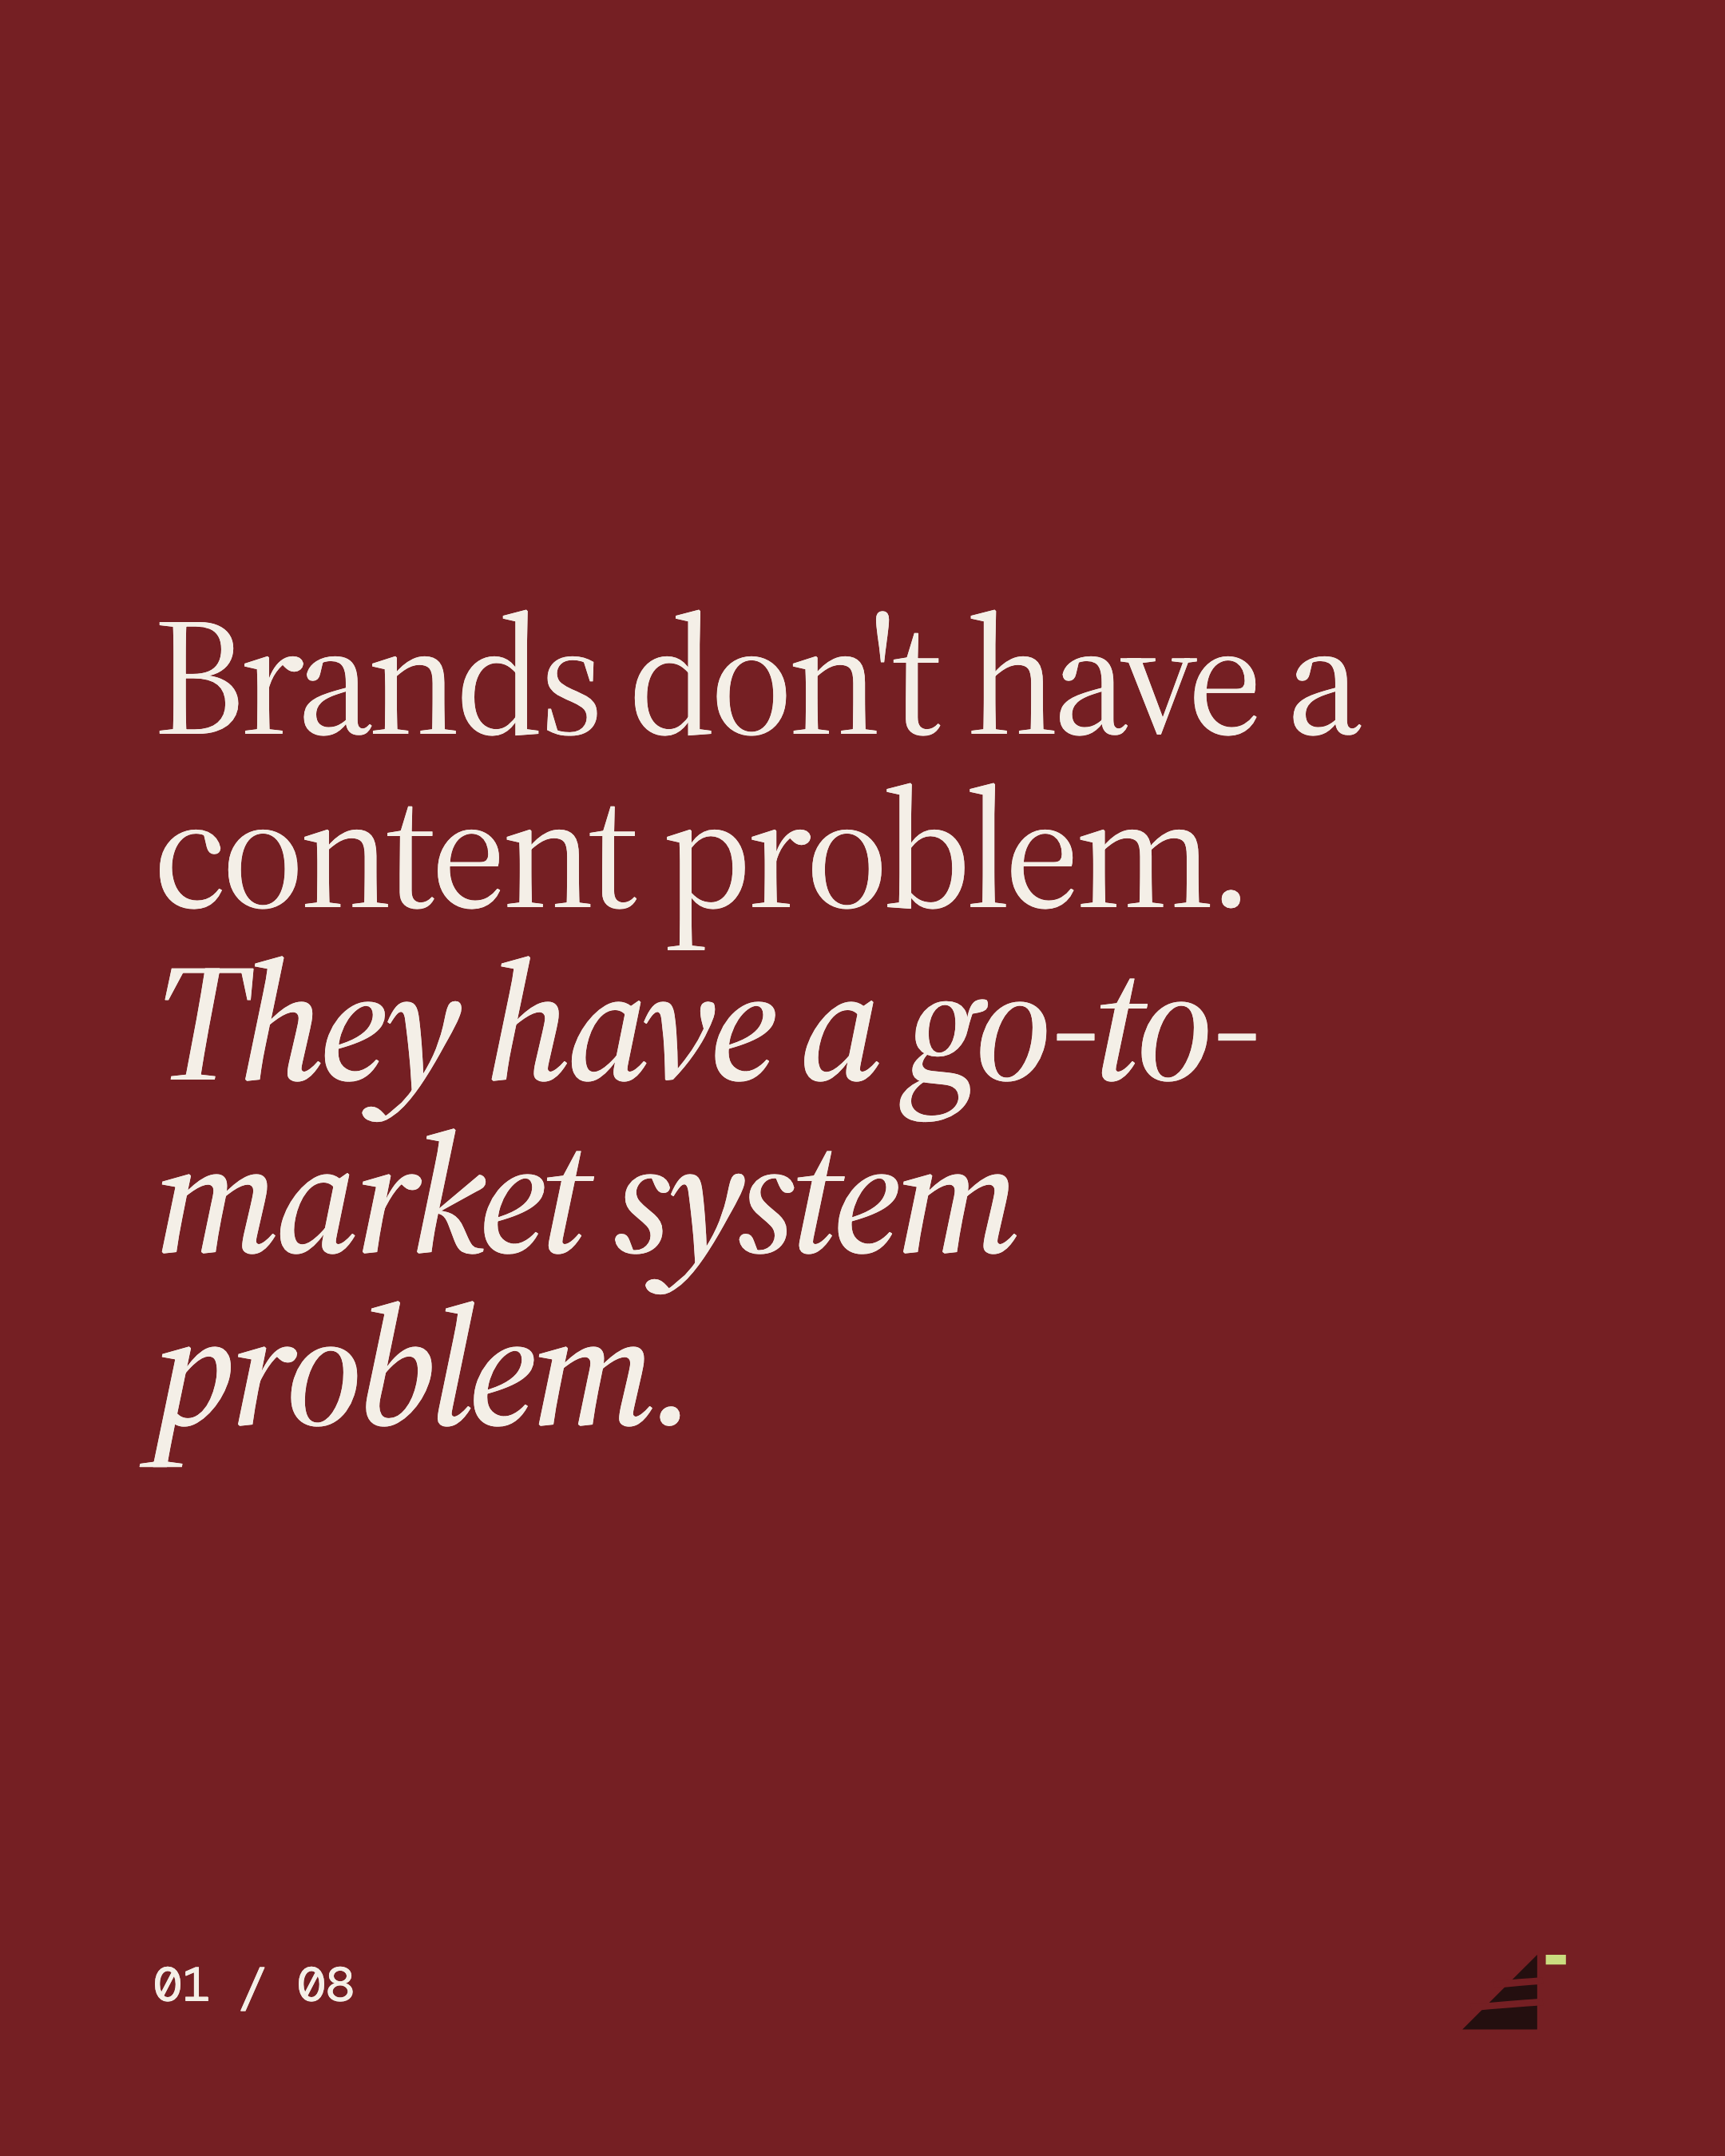 Brands don't have a
content problem.
They have a go-to-
market system
problem.
01 / 08